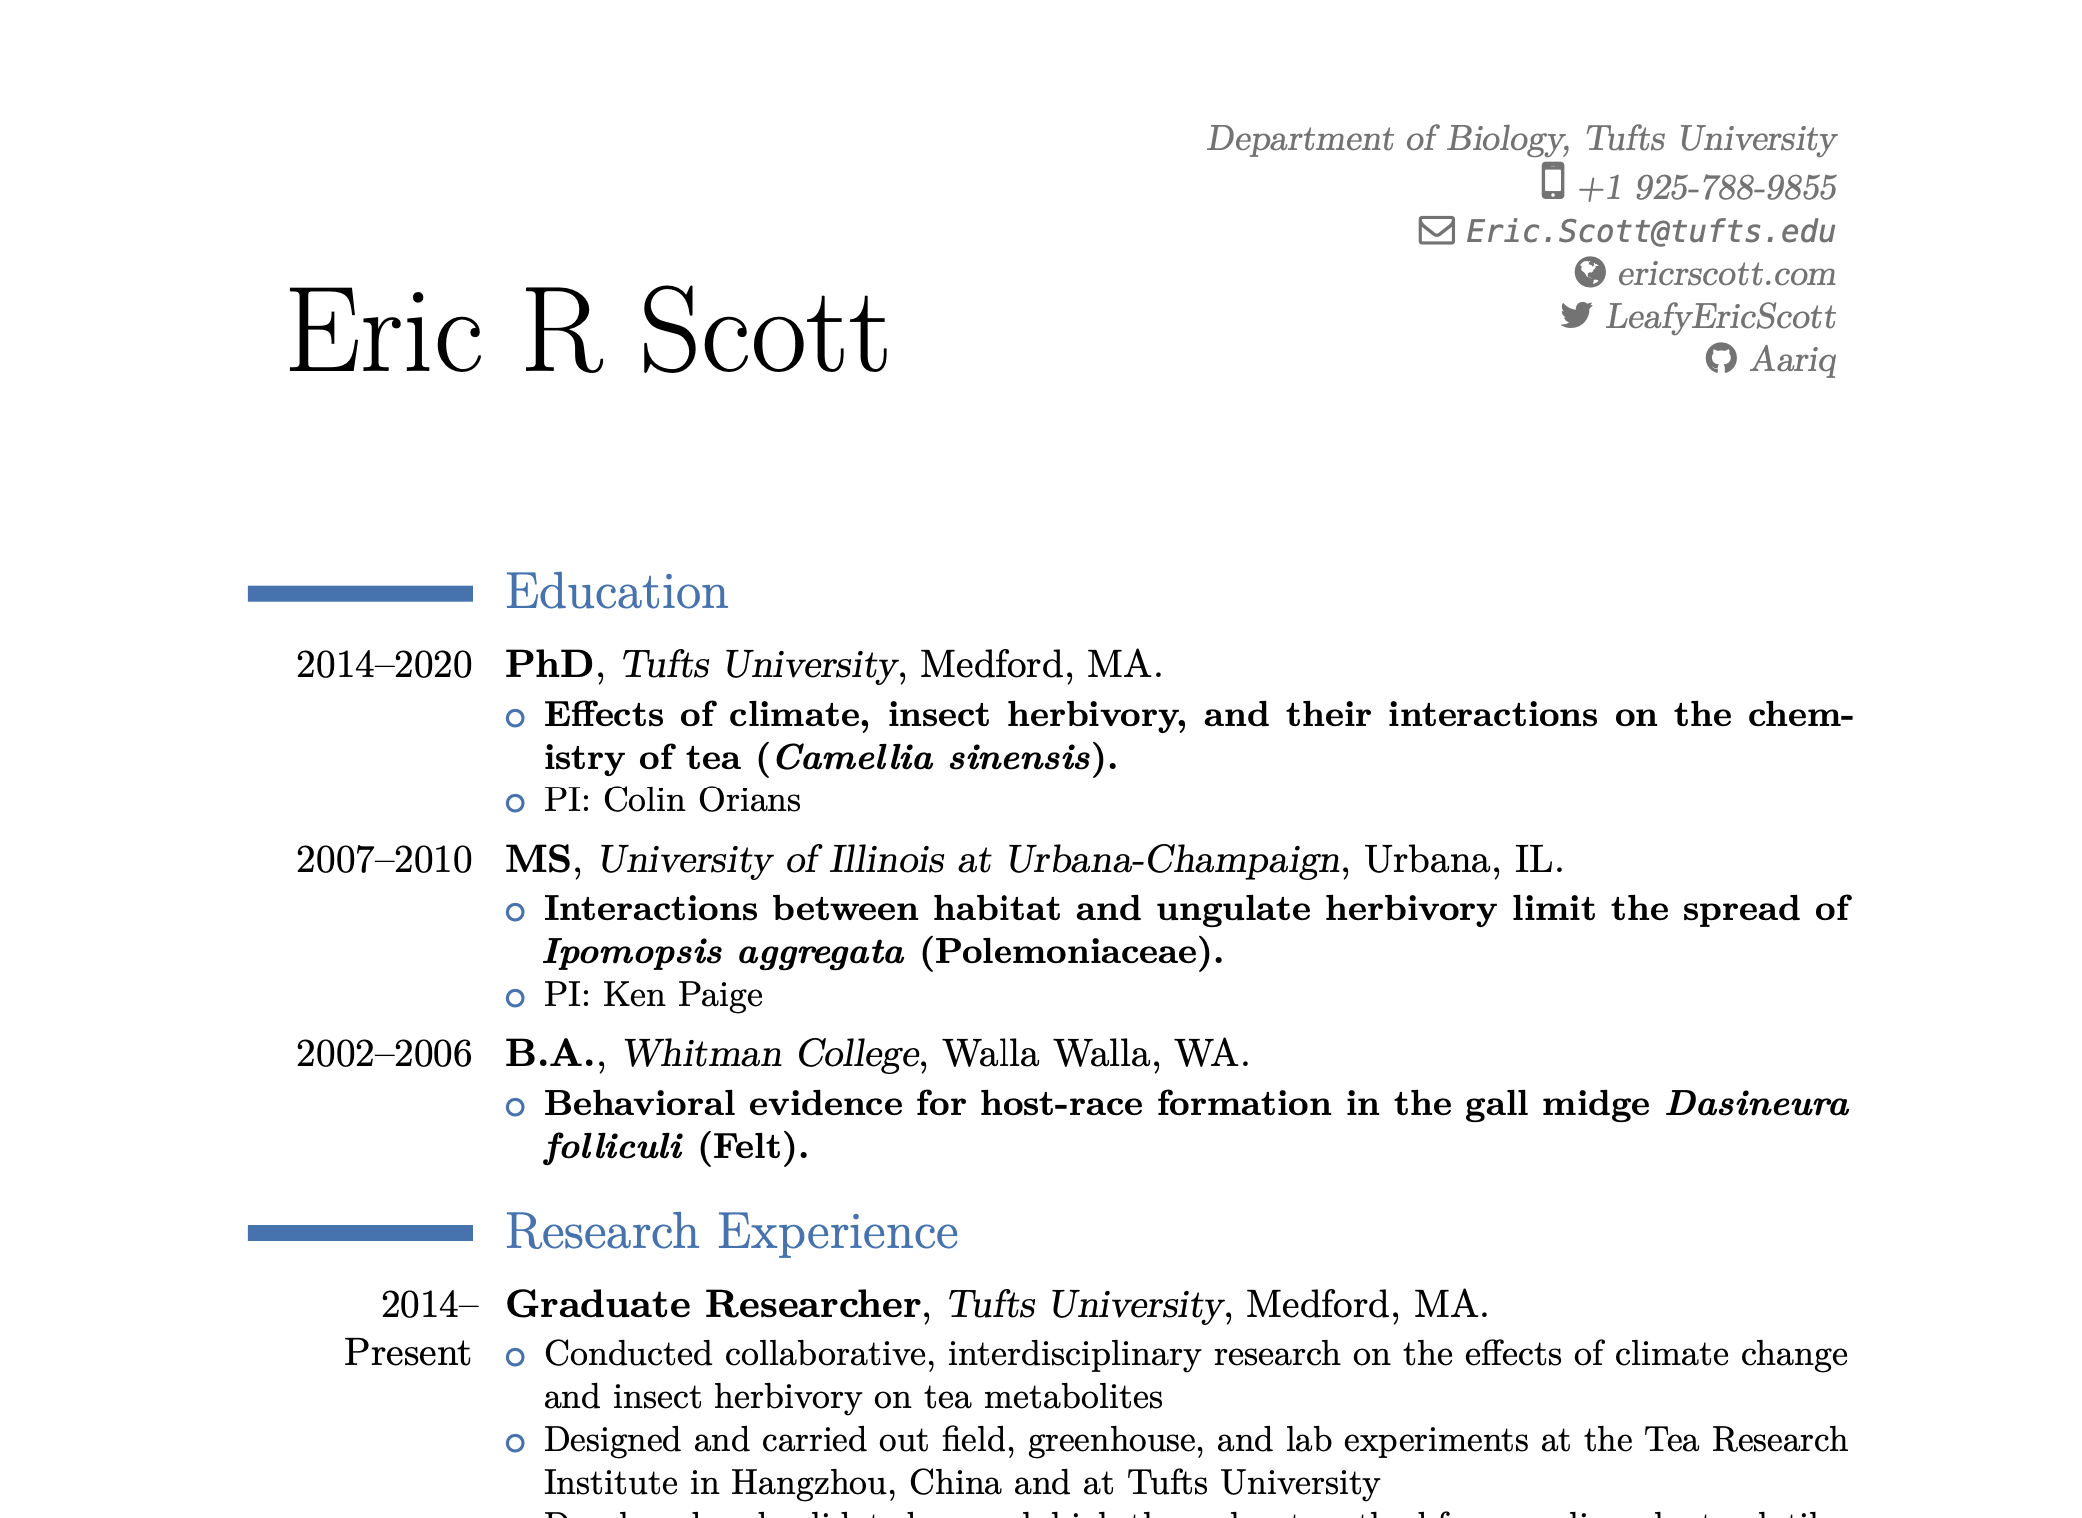 Department of Biology, Tufts University
+1 925-788-9855
Eric.Scott@tufts.edu
ericrscott.com
LeafyEricScott
Aariq
Eric R Scott
Education
2014–2020 PhD, Tufts University, Medford, MA.
Effects of climate, insect herbivory, and their interactions on the chem-
istry of tea (Camellia sinensis).
PI: Colin Orians
2007–2010 MS, University of Illinois at Urbana-Champaign, Urbana, IL.
Interactions between habitat and ungulate herbivory limit the spread of
Ipomopsis aggregata (Polemoniaceae).
PI: Ken Paige
2002–2006 B.A., Whitman College, Walla Walla, WA.
Behavioral evidence for host-race formation in the gall midge Dasineura
folliculi (Felt).
Research Experience
2014– Graduate Researcher, Tufts University, Medford, MA.
Present Conducted collaborative, interdisciplinary research on the effects of climate change
and insect herbivory on tea metabolites
Designed and carried out field, greenhouse, and lab experiments at the Tea Research
Institute in Hangzhou, China and at Tufts University